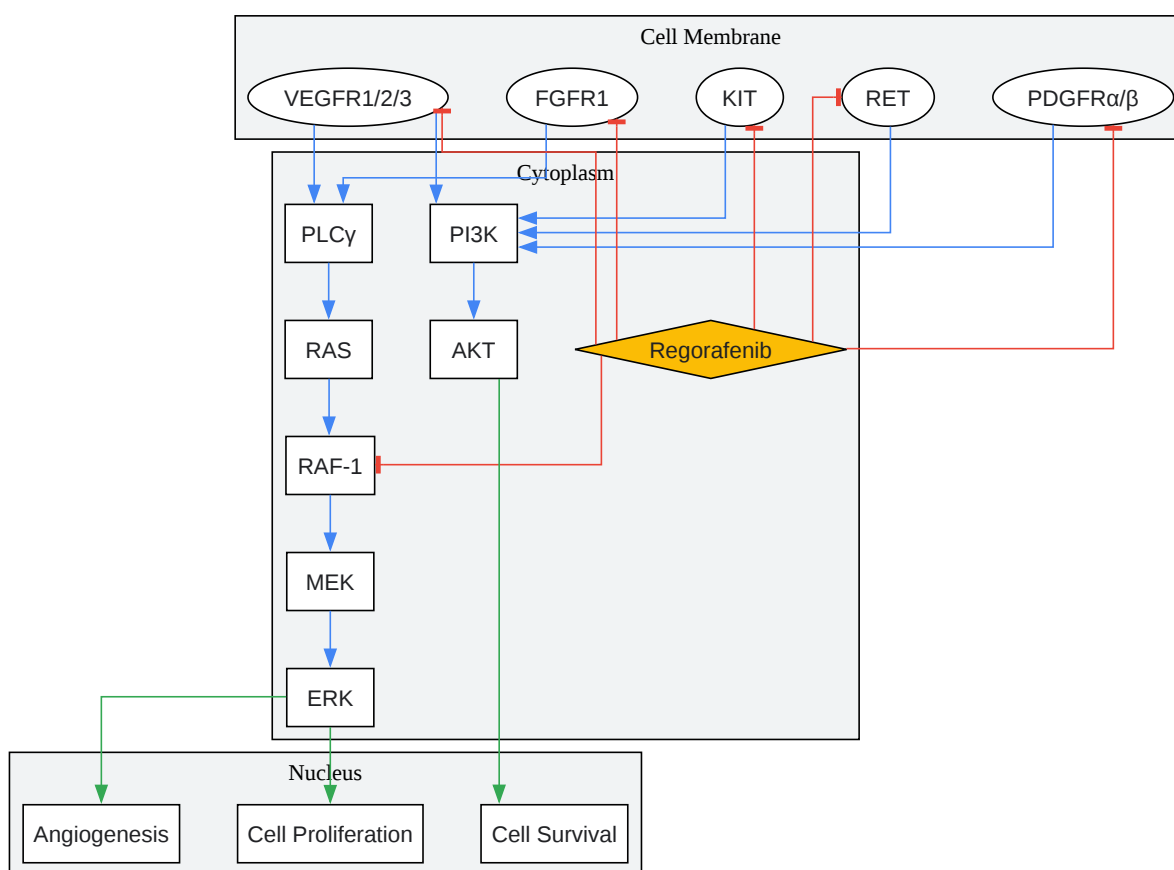 Cell Membrane
VEGFR1/2/3
FGFR1
KIT
RET
PDGFRα/β
Cytoplasm
PLCγ
PI3K
RAS
AKT
Regorafenib
RAF-1
MEK
ERK
Nucleus
Angiogenesis
Cell Proliferation
Cell Survival